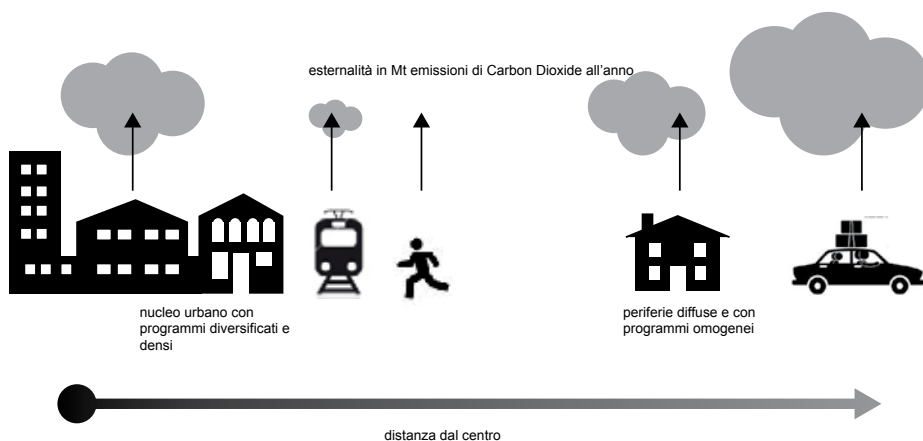 esternalità in Mt emissioni di Carbon Dioxide all'anno
nucleo urbano con
programmi diversificati e
densi
periferie diffuse e con
programmi omogenei
distanza dal centro